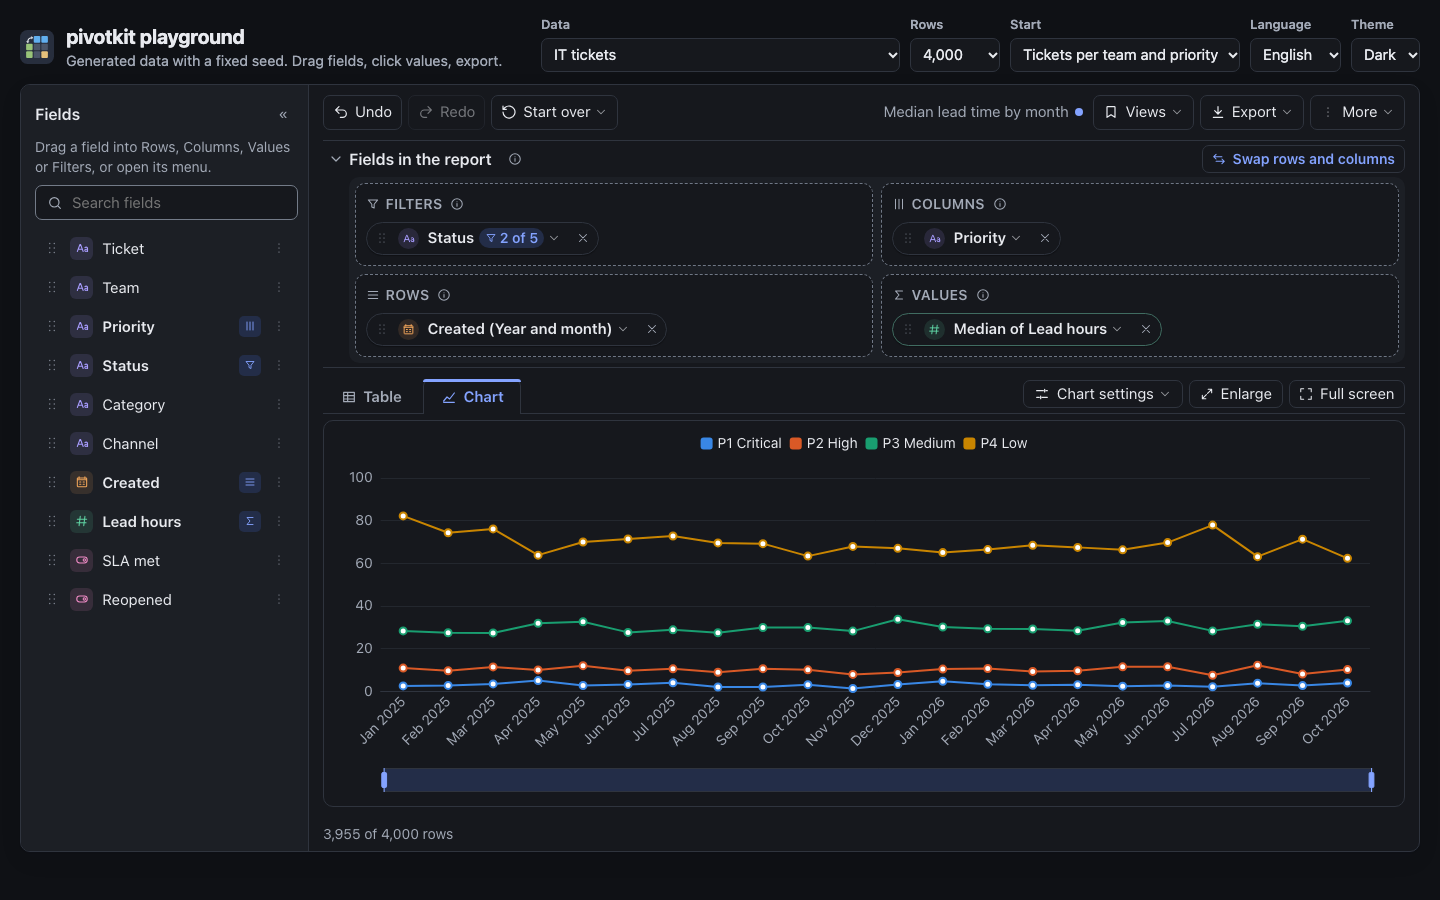 pivotkit playground
Generated data with a fixed seed. Drag fields, click values, export.
Data
IT tickets
Rows
4,000
Start
Tickets per team and priority
Language
English
Theme
Dark
Fields
«
Drag a field into Rows, Columns, Values
or Filters, or open its menu.
Search fields
Aa Ticket
Aa Team
Aa Priority
Aa Status
Aa Category
Aa Channel
Created
# Lead hours Σ
SLA met
Reopened
Undo
Redo
Start over
Median lead time by month
Views
Export
More
Fields in the report
Swap rows and columns
FILTERS
Aa Status 2 of 5
COLUMNS
Aa Priority
ROWS
Created (Year and month)
Σ VALUES
# Median of Lead hours
Table
Chart
Chart settings
Enlarge
Full screen
P1 Critical P2 High P3 Medium P4 Low
100
80
60
40
20
0
Jan 2025
Feb 2025
Mar 2025
Apr 2025
May 2025
Jun 2025
Jul 2025
Aug 2025
Sep 2025
Oct 2025
Nov 2025
Dec 2025
Jan 2026
Feb 2026
Mar 2026
Apr 2026
May 2026
Jun 2026
Jul 2026
Aug 2026
Sep 2026
Oct 2026
3,955 of 4,000 rows